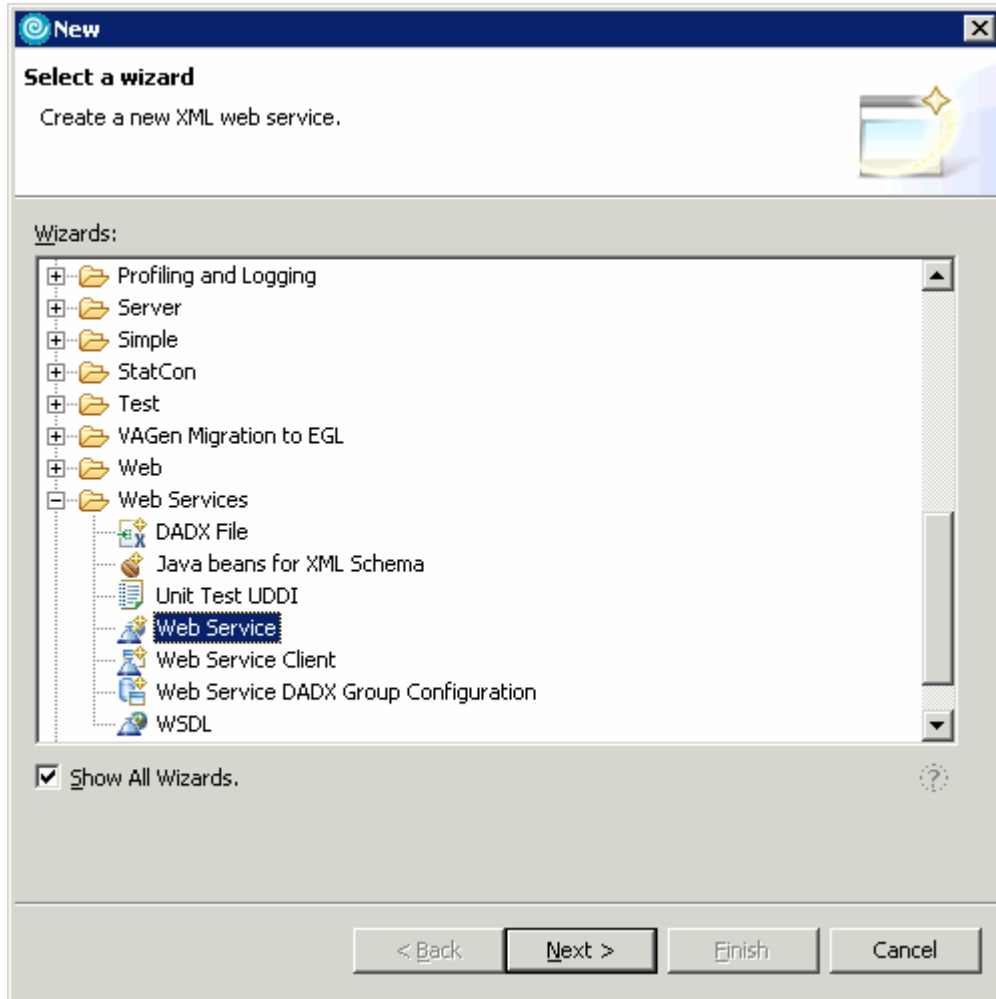 New
Select a wizard
Create a new XML web service.
Wizards:
Profiling and Logging
Server
Simple
StatCon
Test
VAGen Migration to EGL
Web
Web Services
DADX File
Java beans for XML Schema
Unit Test UDDI
Web Service
Web Service Client
Web Service DADX Group Configuration
WSDL
Show All Wizards.
?
< Back Next > Finish Cancel